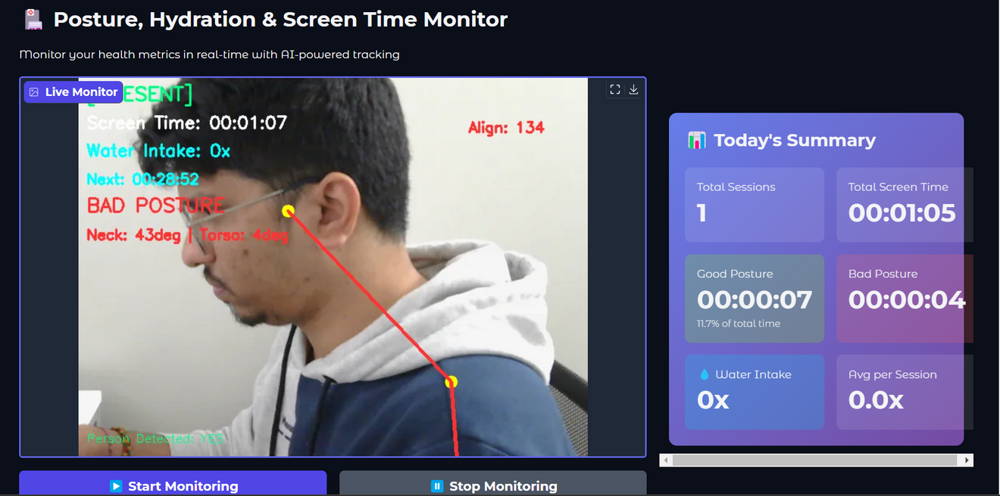 Posture, Hydration & Screen Time Monitor
Monitor your health metrics in real-time with AI-powered tracking
Live Monitor
ESENT]
Screen Time: 00:01:07
Align: 134
Water Intake: 0x
Next: 00:28:52
BAD POSTURE
Neck: 43deg | Torso: 4deg
Person Detected: YES
Start Monitoring
Stop Monitoring
Today's Summary
Total Sessions
1
Total Screen Time
00:01:05
Good Posture
00:00:07
11.7% of total time
Bad Posture
00:00:04
Water Intake
0x
Avg per Session
0.0x